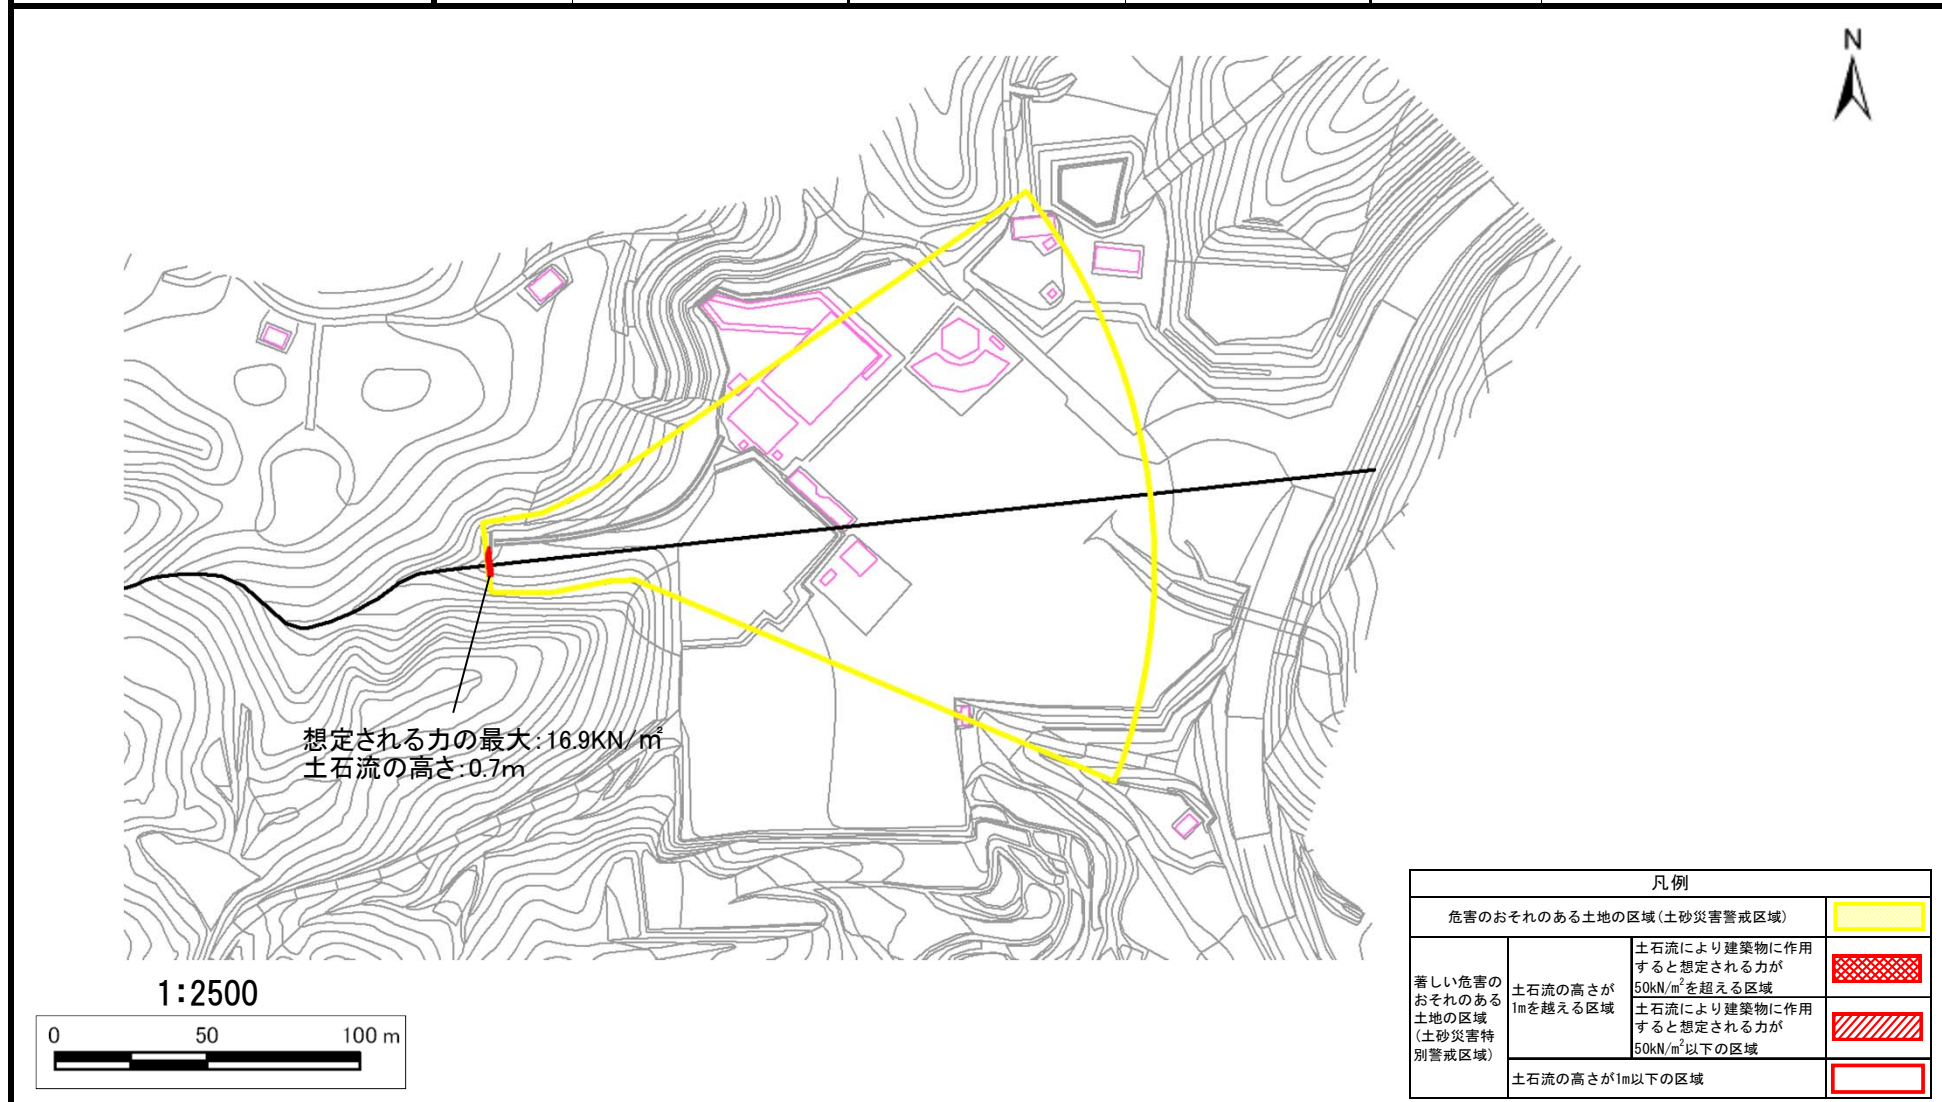 N
想定される力の最大:16.9KN/㎡
土石流の高さ:0.7m
1:2500
0 50 100 m
凡例
危害のおそれのある土地の区域(土砂災害警戒区域)
著しい危害の
おそれのある
土地の区域
(土砂災害特
別警戒区域)
土石流の高さが
1mを越える区域
土石流により建築物に作用
すると想定される力が
50kN/m²を超える区域
土石流により建築物に作用
すると想定される力が
50kN/m²以下の区域
土石流の高さが1m以下の区域